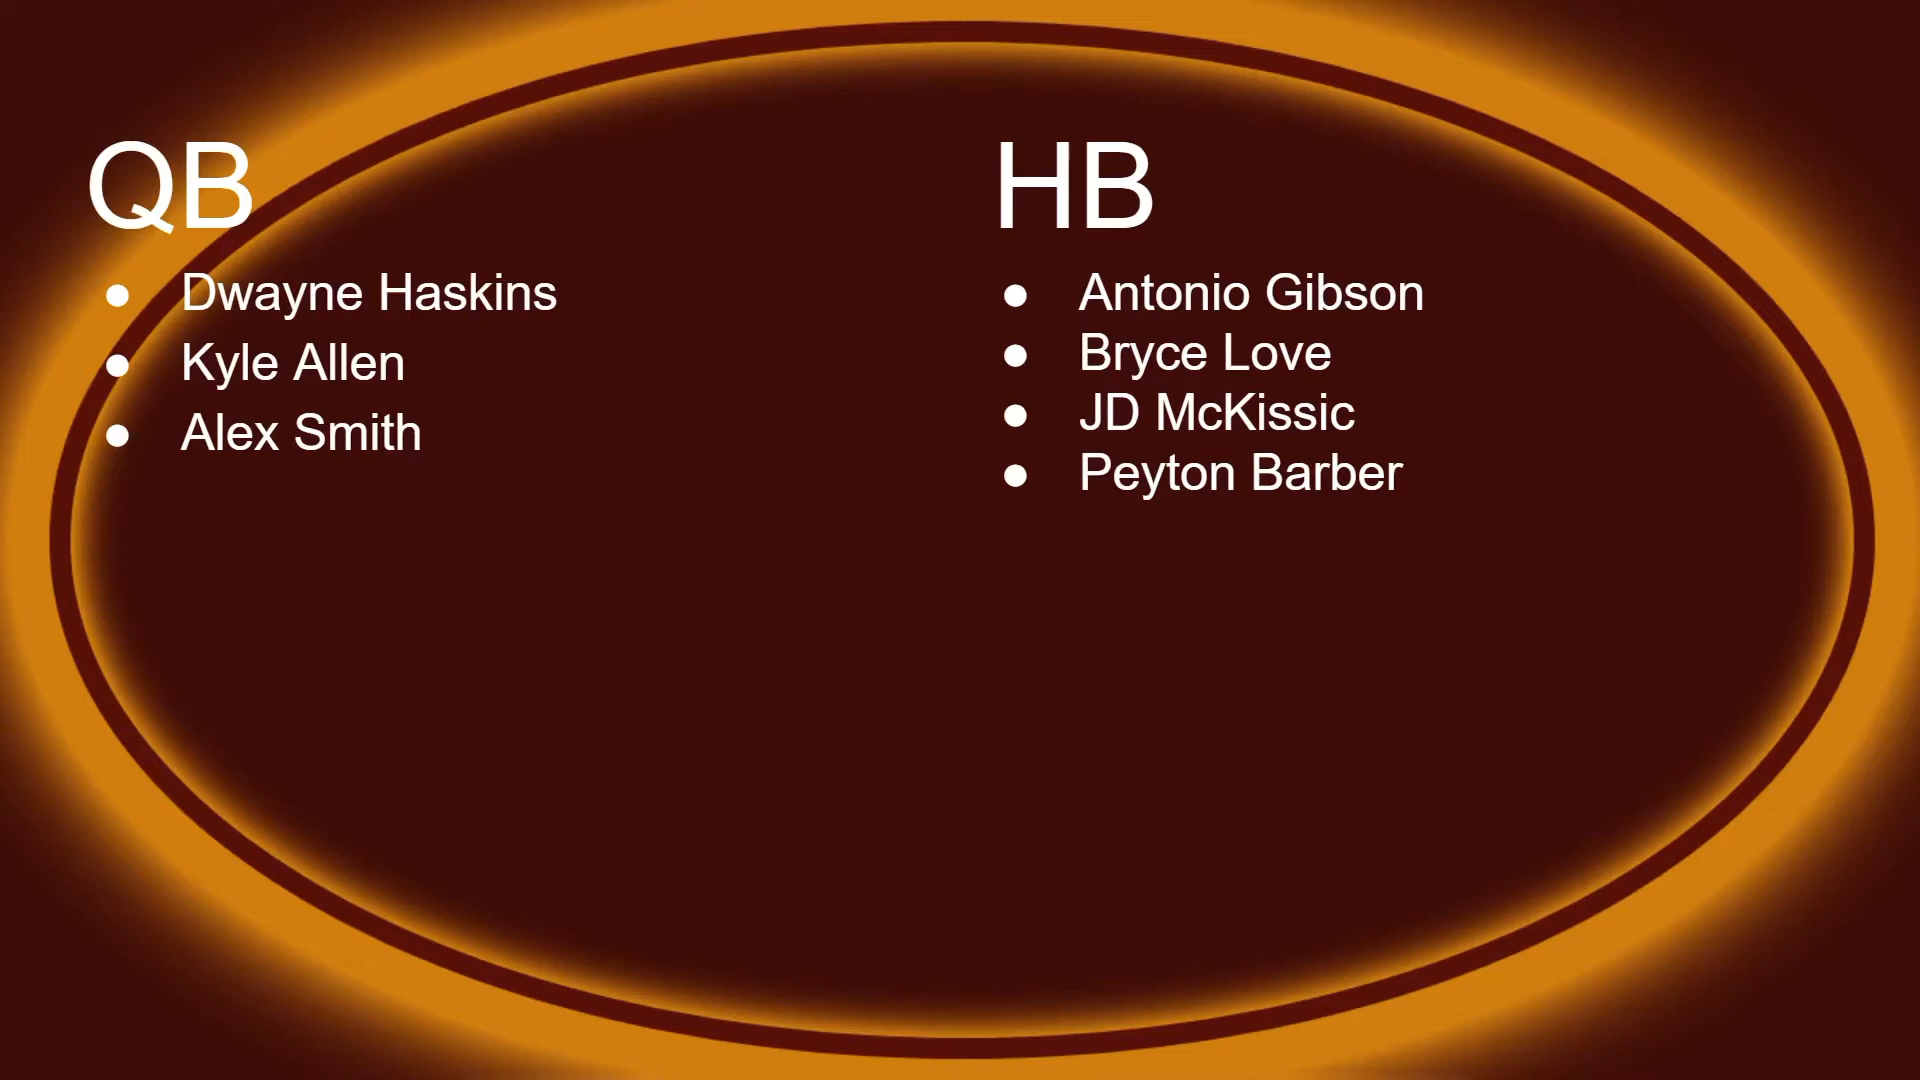 QB
● Dwayne Haskins
● Kyle Allen
● Alex Smith
HB
● Antonio Gibson
● Bryce Love
● JD McKissic
● Peyton Barber